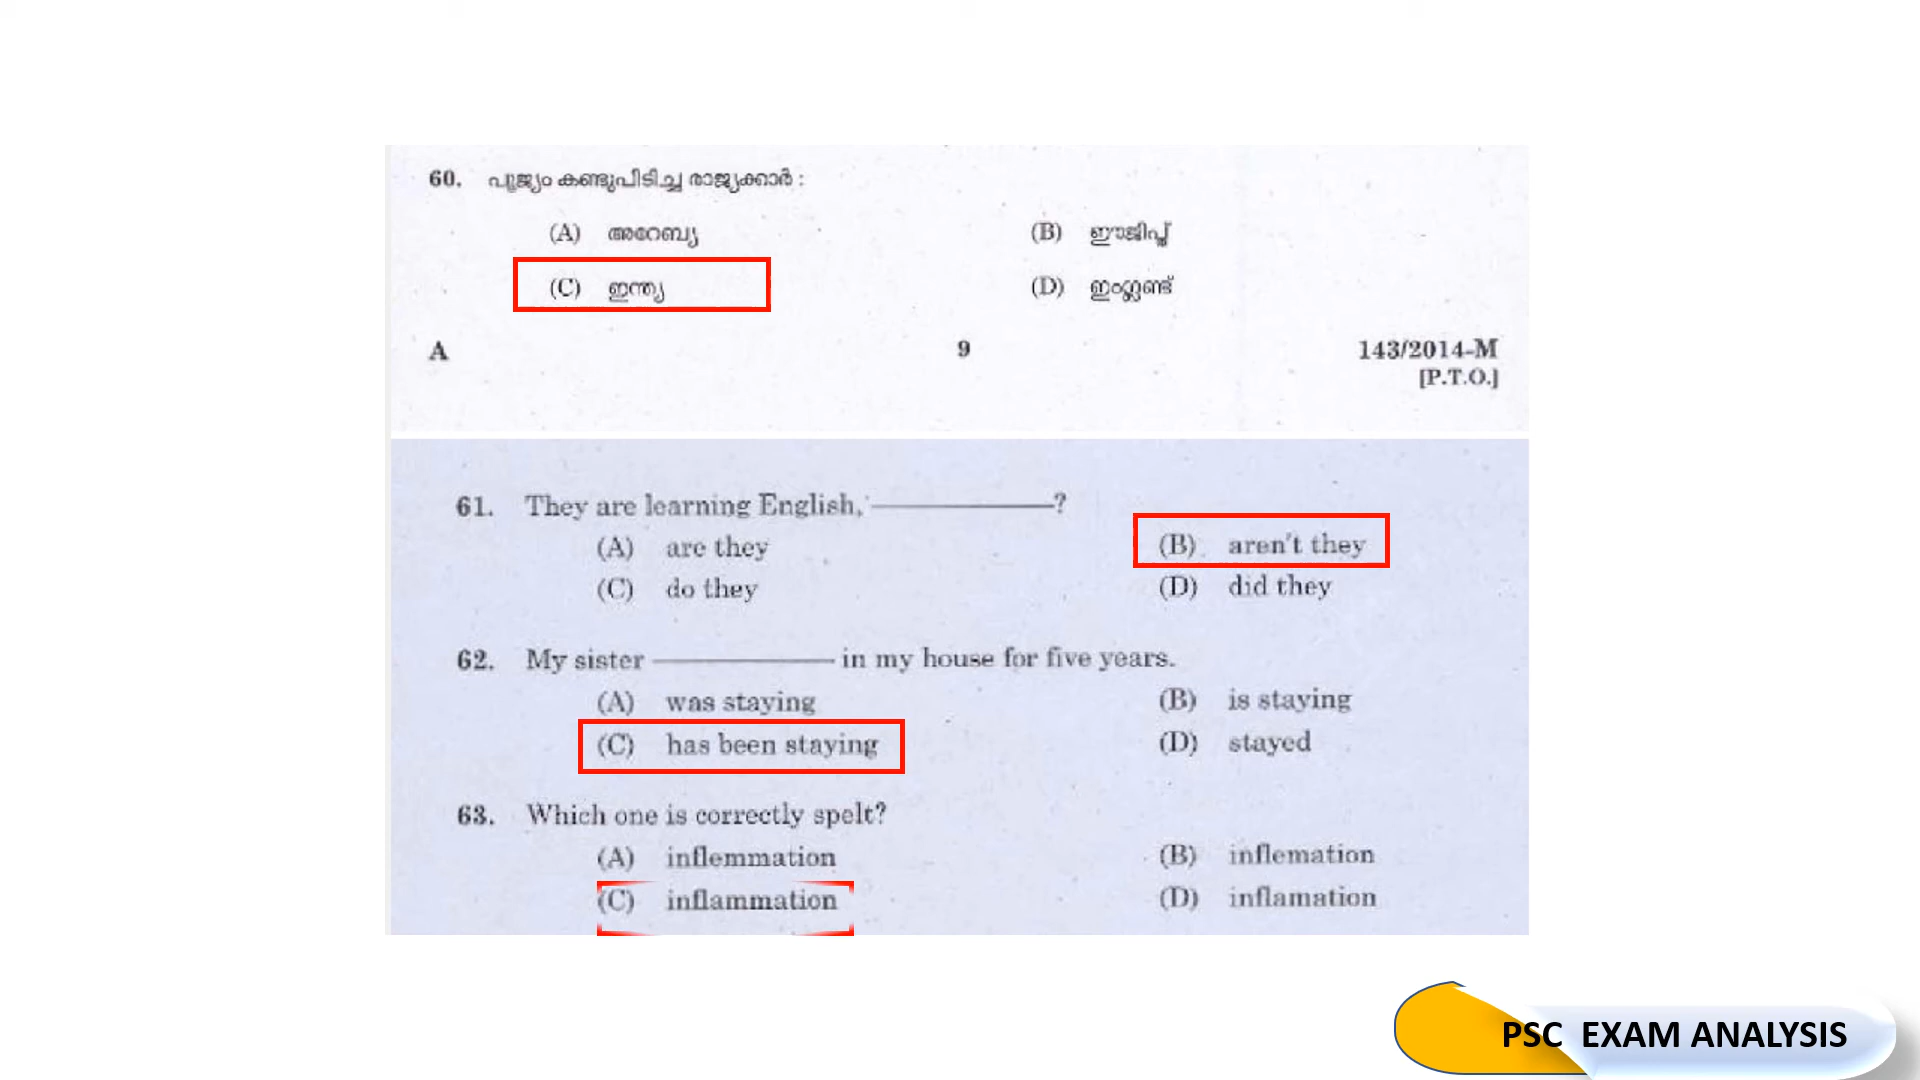 60. പൂജ്യം കണ്ടുപിടിച്ച രാജ്യക്കാർ :
(A) അറേബ്യ (B) ഈജിപ്ത്
(C) ഇന്ത്യ (D) ഇംഗ്ലണ്ട്
A 9 143/2014-M
[P.T.O.]
61. They are learning English, ————?
(A) are they (B) aren't they
(C) do they (D) did they
62. My sister ———— in my house for five years.
(A) was staying (B) is staying
(C) has been staying (D) stayed
63. Which one is correctly spelt?
(A) inflemmation (B) inflemation
(C) inflammation (D) inflamation
PSC EXAM ANALYSIS